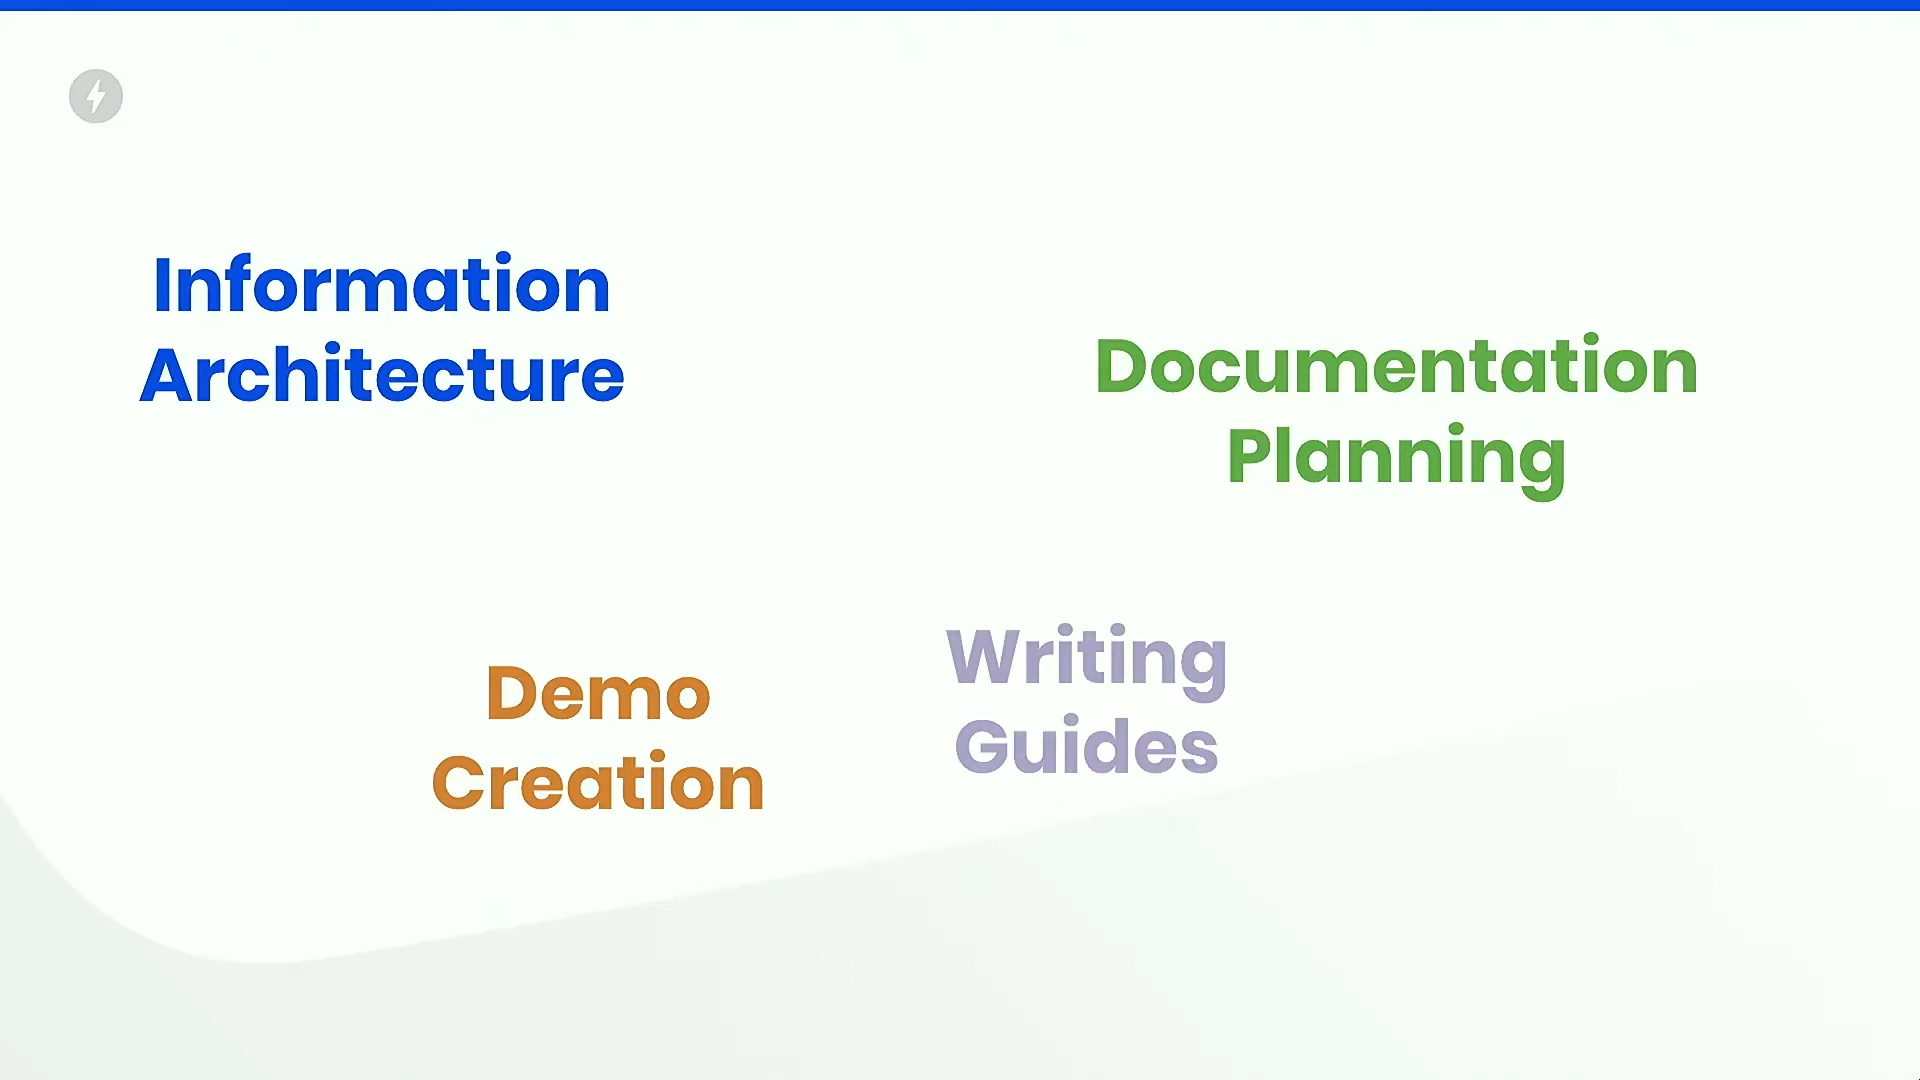 Information
Architecture
Documentation
Planning
Demo
Creation
Writing
Guides